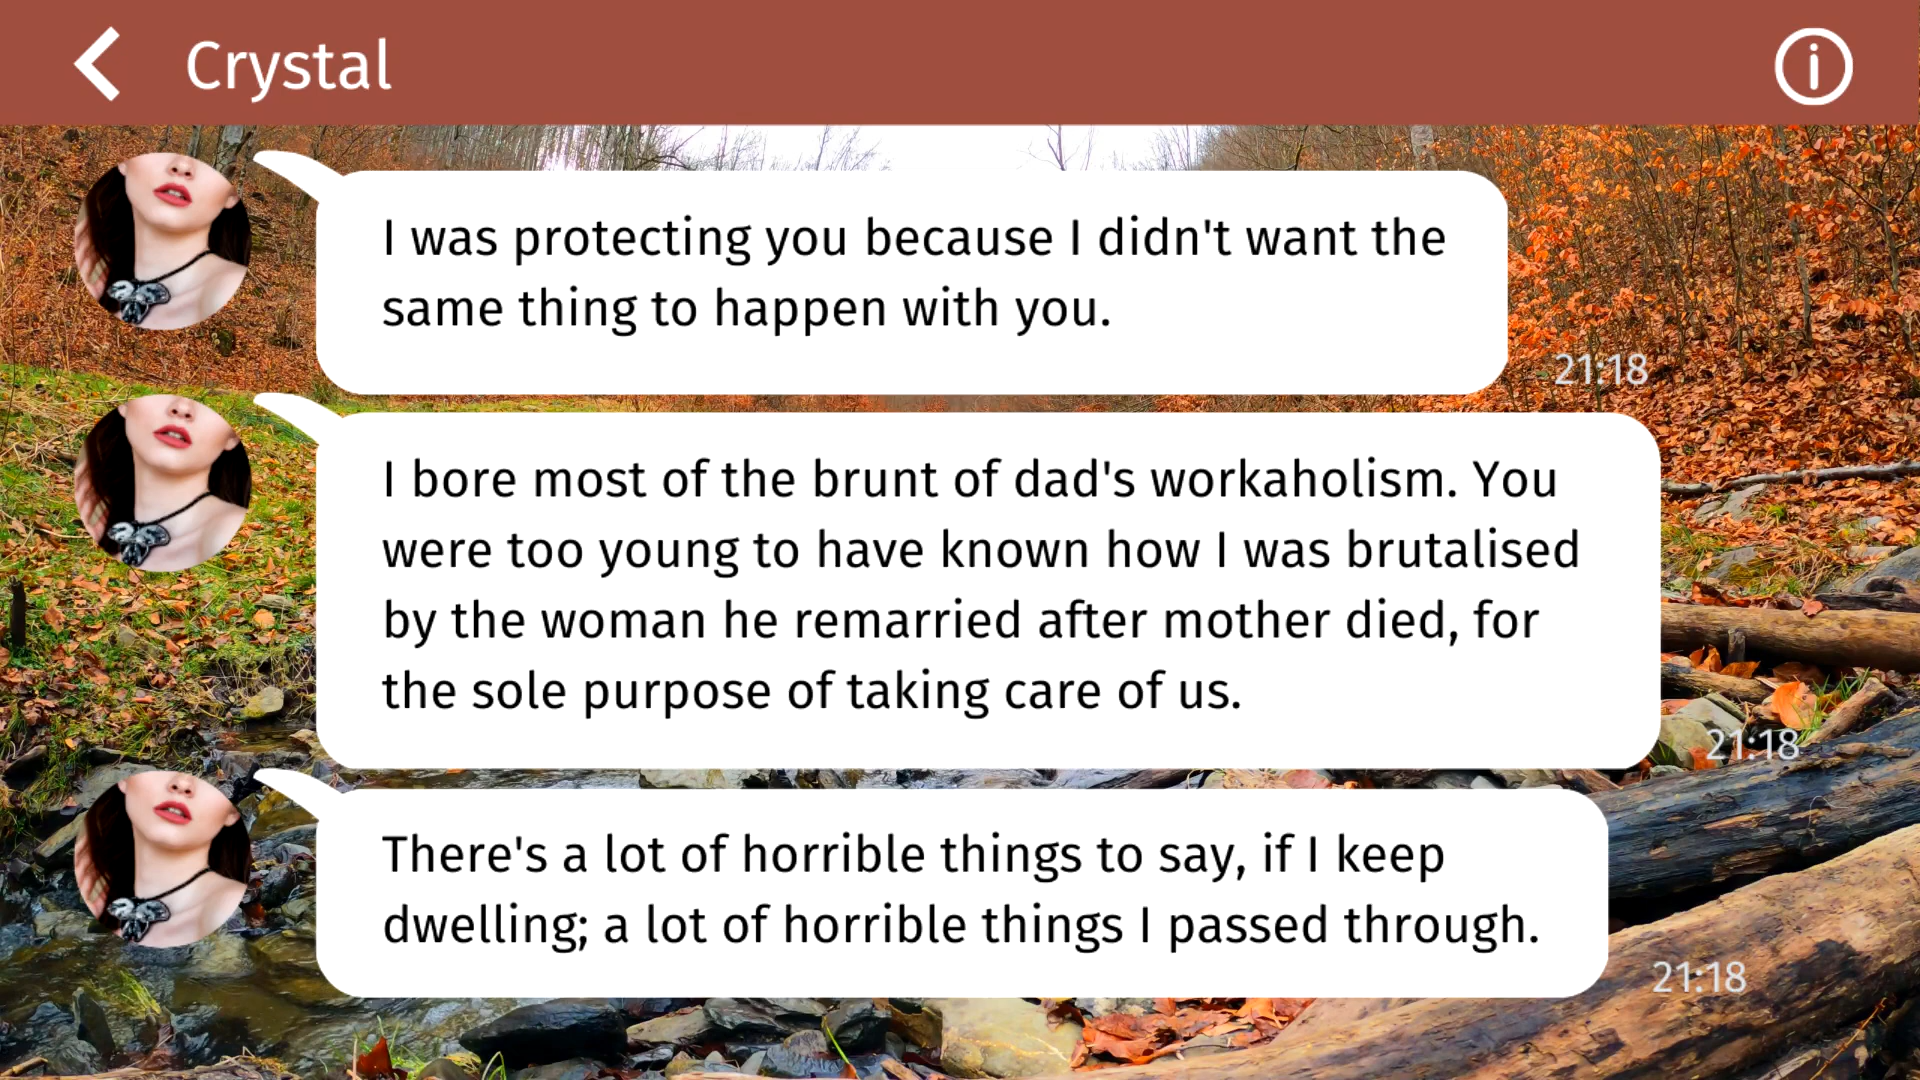 Crystal
I was protecting you because I didn't want the
same thing to happen with you.
21:18
I bore most of the brunt of dad's workaholism. You
were too young to have known how I was brutalised
by the woman he remarried after mother died, for
the sole purpose of taking care of us.
21:18
There's a lot of horrible things to say, if I keep
dwelling; a lot of horrible things I passed through.
21:18